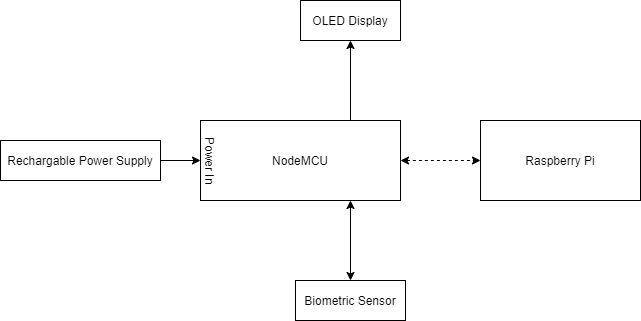 OLED Display
Rechargable Power Supply
Power In
NodeMCU
Raspberry Pi
Biometric Sensor